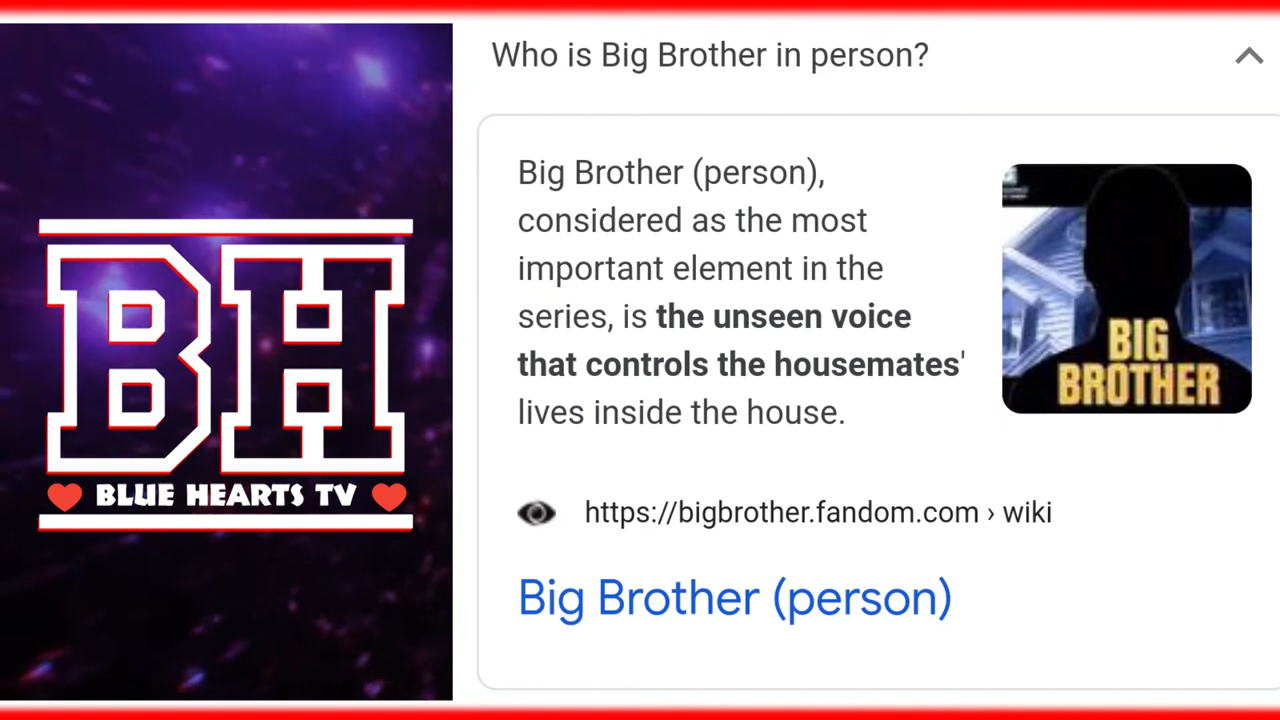 BH
BLUE HEARTS TV
Who is Big Brother in person?
Big Brother (person),
considered as the most
important element in the
series, is the unseen voice
that controls the housemates'
lives inside the house.
BIG
BROTHER
https://bigbrother.fandom.com › wiki
Big Brother (person)